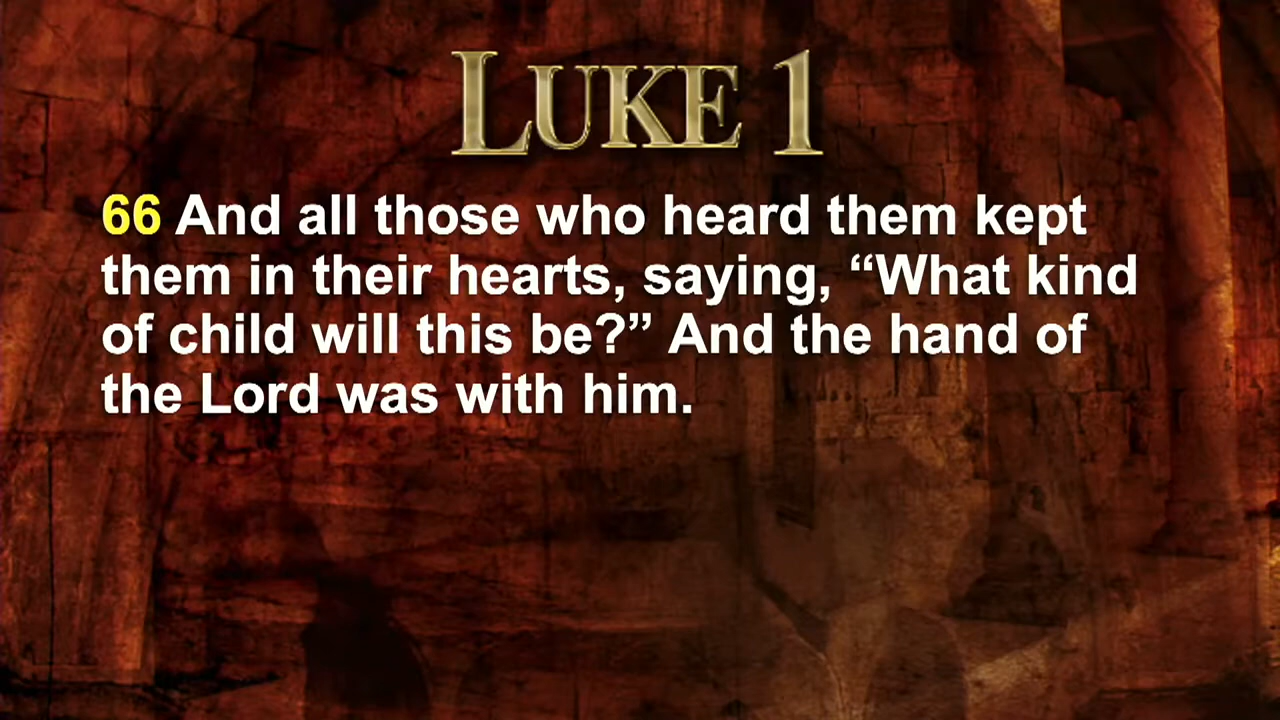 LUKE 1
66 And all those who heard them kept
them in their hearts, saying, “What kind
of child will this be?” And the hand of
the Lord was with him.